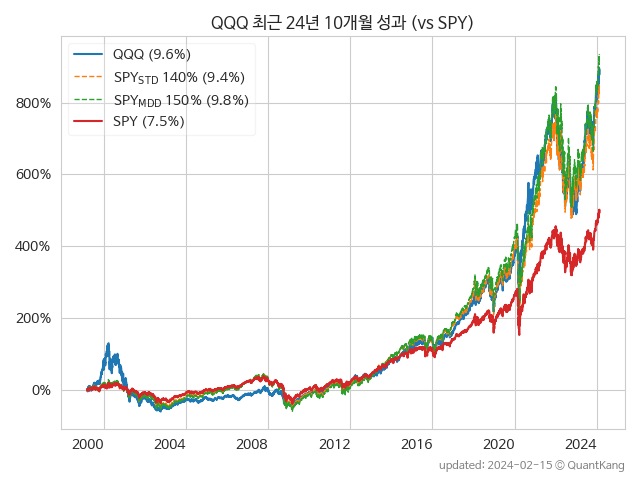 QQQ 최근 24년 10개월 성과 (vs SPY)
QQQ (9.6%)
SPY_STD 140% (9.4%)
SPY_MDD 150% (9.8%)
SPY (7.5%)
800%
600%
400%
200%
0%
2000 2004 2008 2012 2016 2020 2024
updated: 2024-02-15 © QuantKang